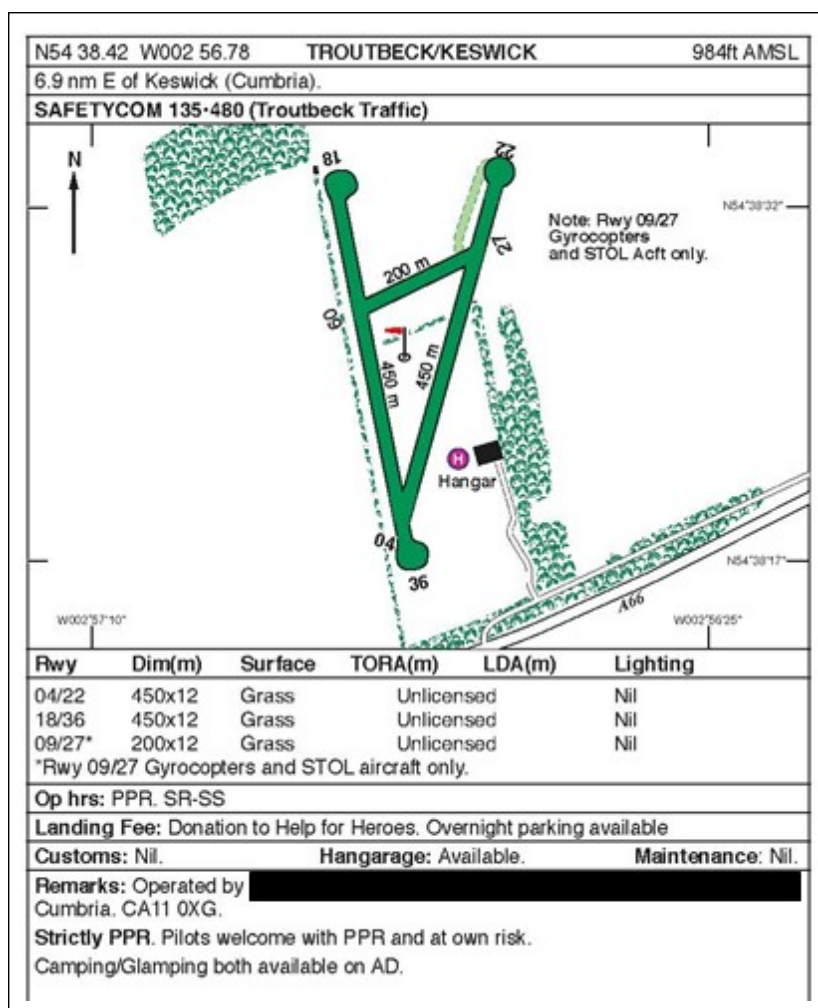 N54 38.42 W002 56.78 TROUTBECK/KESWICK 984ft AMSL
6.9 nm E of Keswick (Cumbria).
SAFETYCOM 135·480 (Troutbeck Traffic)
N
18
22
N54°38'32"
Note: Rwy 09/27
Gyrocopters
and STOL Acft only.
27
200 m
09
450 m
450 m
H
Hangar
04
36
N54°38'17"
A66
W002°57'10"
W002°56'25"
Rwy Dim(m) Surface TORA(m) LDA(m) Lighting
04/22 450x12 Grass Unlicensed Nil
18/36 450x12 Grass Unlicensed Nil
09/27* 200x12 Grass Unlicensed Nil
*Rwy 09/27 Gyrocopters and STOL aircraft only.
Op hrs: PPR. SR-SS
Landing Fee: Donation to Help for Heroes. Overnight parking available
Customs: Nil. Hangarage: Available. Maintenance: Nil.
Remarks: Operated by
Cumbria. CA11 0XG.
Strictly PPR. Pilots welcome with PPR and at own risk.
Camping/Glamping both available on AD.